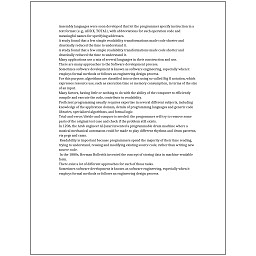 Assembly languages were soon developed that let the programmer specify instruction in a
text format (e.g., ADD X, TOTAL), with abbreviations for each operation code and
meaningful names for specifying addresses.
A study found that a few simple readability transformations made code shorter and
drastically reduced the time to understand it.
A study found that a few simple readability transformations made code shorter and
drastically reduced the time to understand it.
Many applications use a mix of several languages in their construction and use.
There are many approaches to the Software development process.
Sometimes software development is known as software engineering, especially when it
employs formal methods or follows an engineering design process.
For this purpose, algorithms are classified into orders using so-called Big O notation, which
expresses resource use, such as execution time or memory consumption, in terms of the size
of an input.
Many factors, having little or nothing to do with the ability of the computer to efficiently
compile and execute the code, contribute to readability.
Proficient programming usually requires expertise in several different subjects, including
knowledge of the application domain, details of programming languages and generic code
libraries, specialized algorithms, and formal logic.
Trial-and-error/divide-and-conquer is needed: the programmer will try to remove some
parts of the original test case and check if the problem still exists.
In 1206, the Arab engineer Al-Jazari invented a programmable drum machine where a
musical mechanical automaton could be made to play different rhythms and drum patterns,
via pegs and cams.
Readability is important because programmers spend the majority of their time reading,
trying to understand, reusing and modifying existing source code, rather than writing new
source code.
In the 1880s, Herman Hollerith invented the concept of storing data in machine-readable
form.
There exist a lot of different approaches for each of those tasks.
Sometimes software development is known as software engineering, especially when it
employs formal methods or follows an engineering design process.